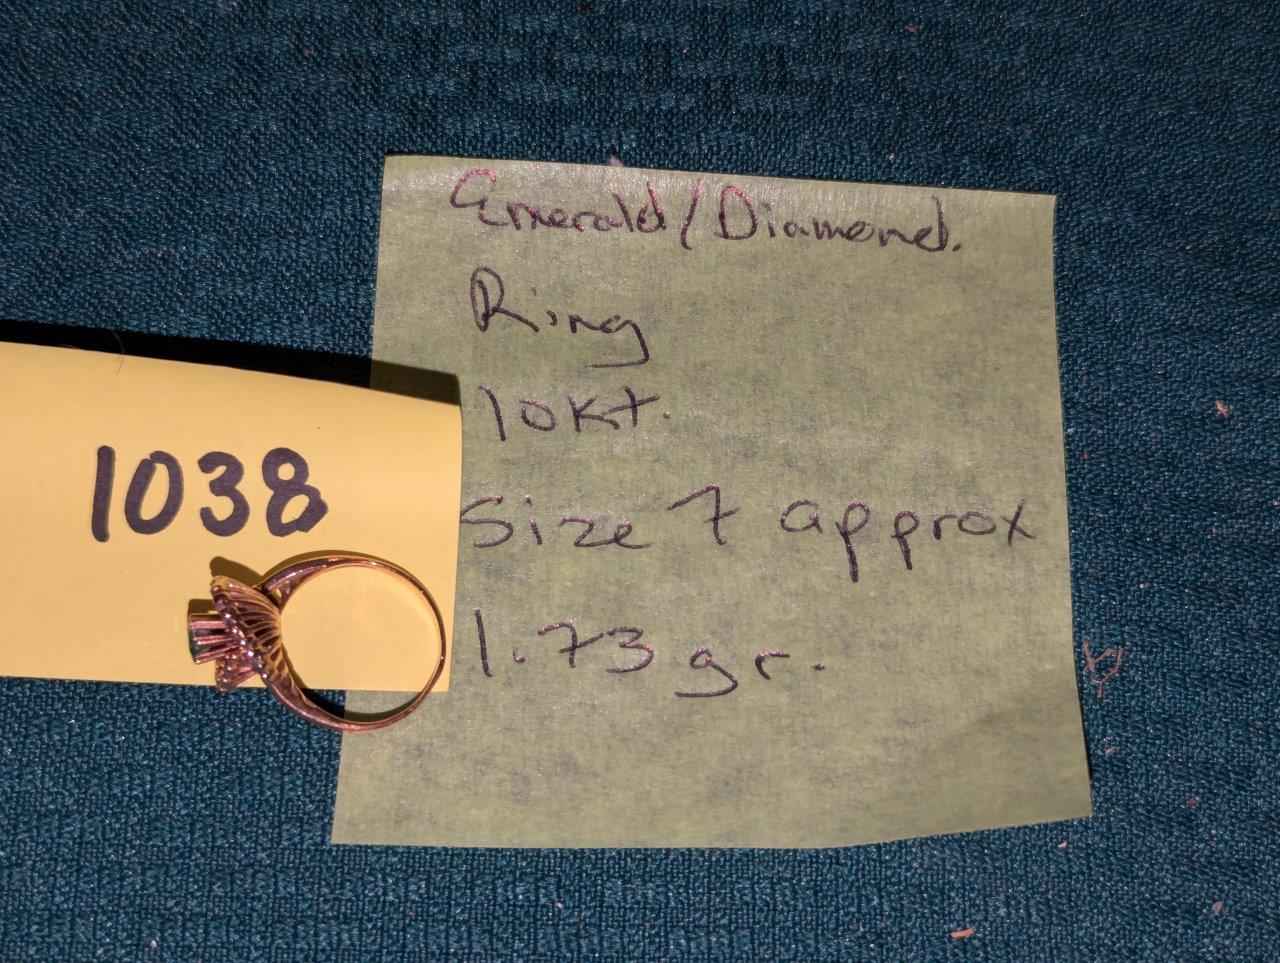 Emerald/Diamond.
Ring
10Kt.
Size 7 approx
1.73 gr.
1038